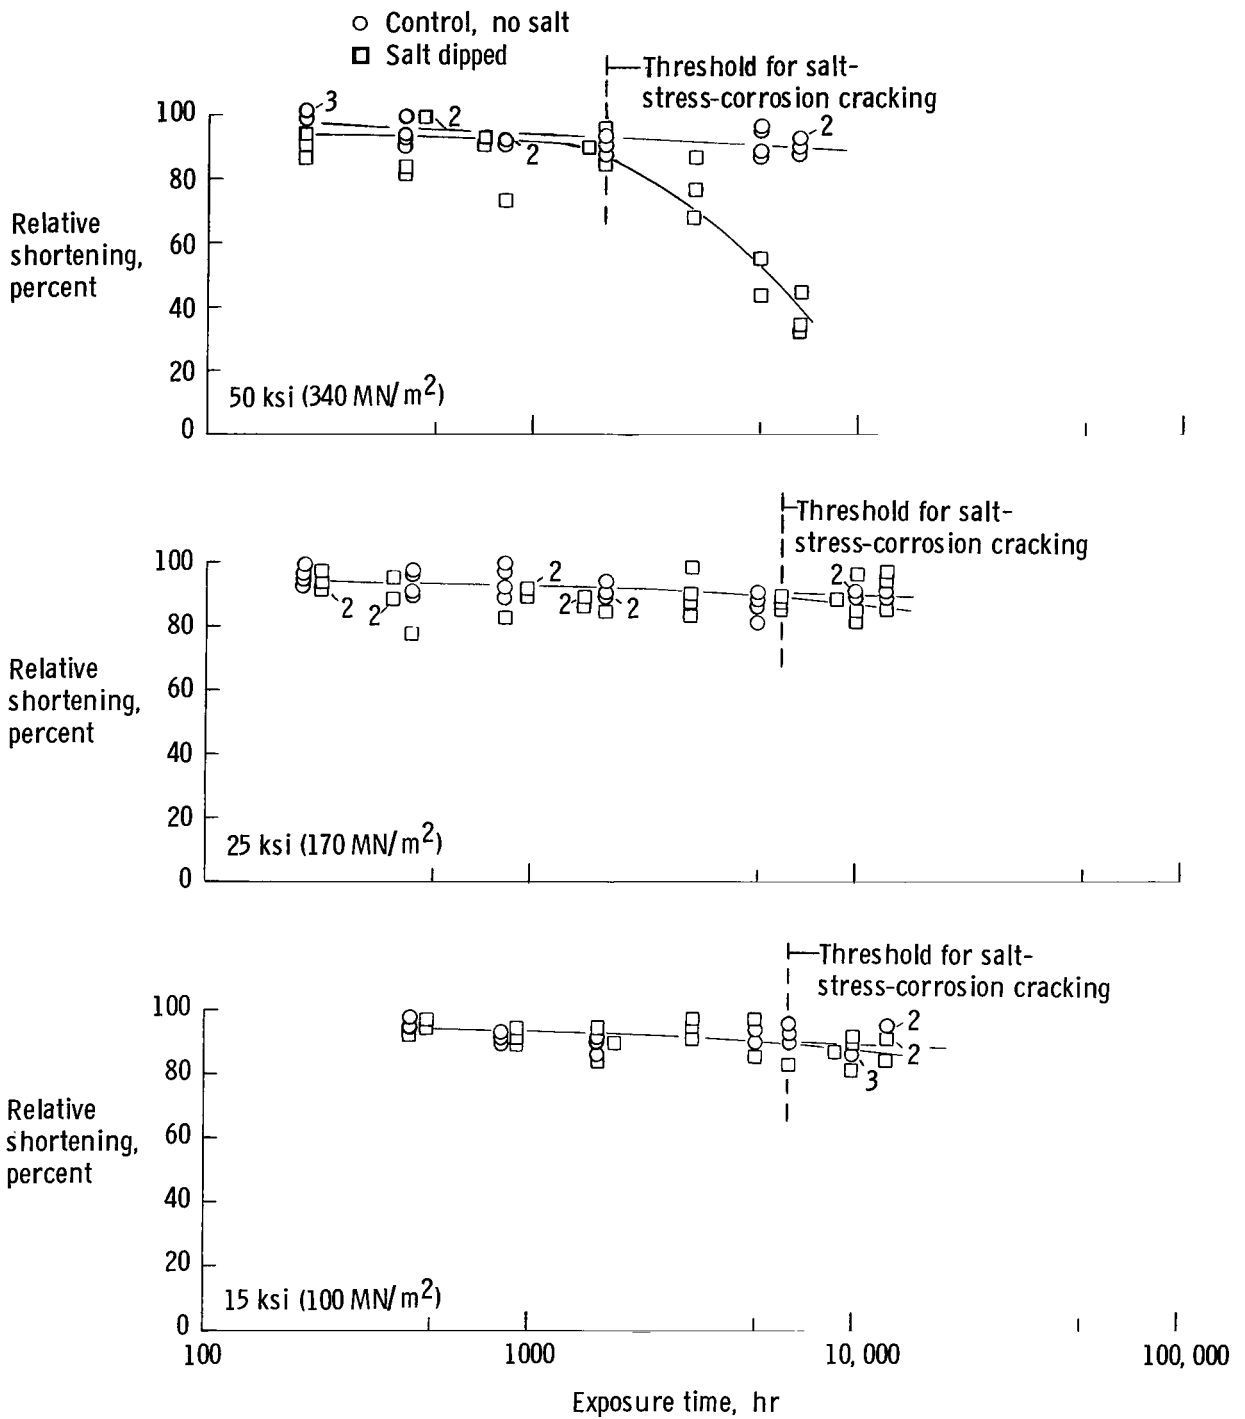 Control, no salt
Salt dipped
Threshold for salt-
stress-corrosion cracking
3
2
2
2
100
80
60
40
20
0
Relative
shortening,
percent
50 ksi (340 MN/m2)
Threshold for salt-
stress-corrosion cracking
2
2
2
2
2
2
100
80
60
40
20
0
Relative
shortening,
percent
25 ksi (170 MN/m2)
Threshold for salt-
stress-corrosion cracking
2
2
3
100
80
60
40
20
0
Relative
shortening,
percent
15 ksi (100 MN/m2)
100 1000 10,000 100,000
Exposure time, hr